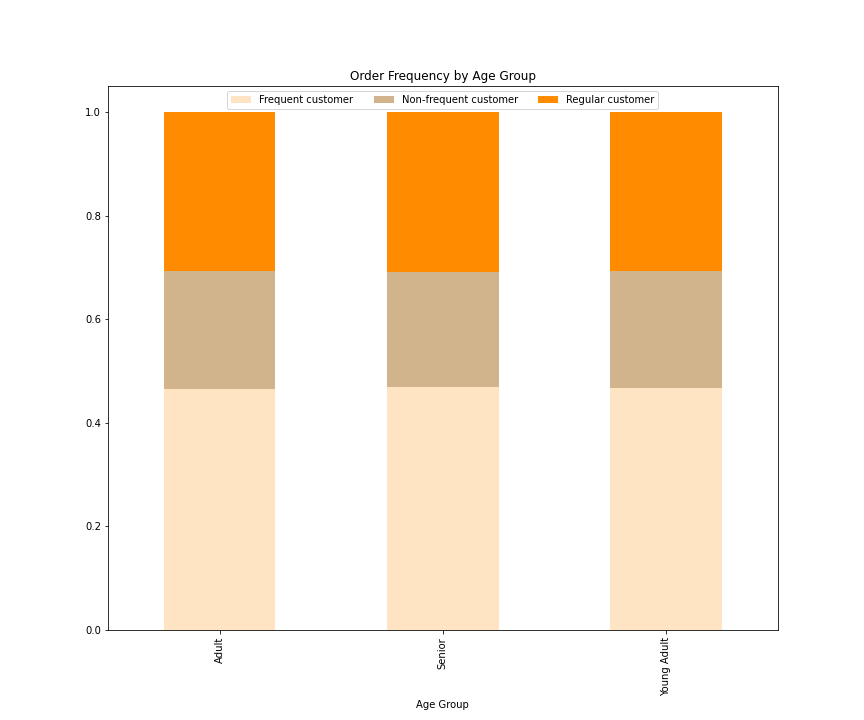 Order Frequency by Age Group
Frequent customer Non-frequent customer Regular customer
1.0
0.8
0.6
0.4
0.2
0.0
Adult
Senior
Young Adult
Age Group